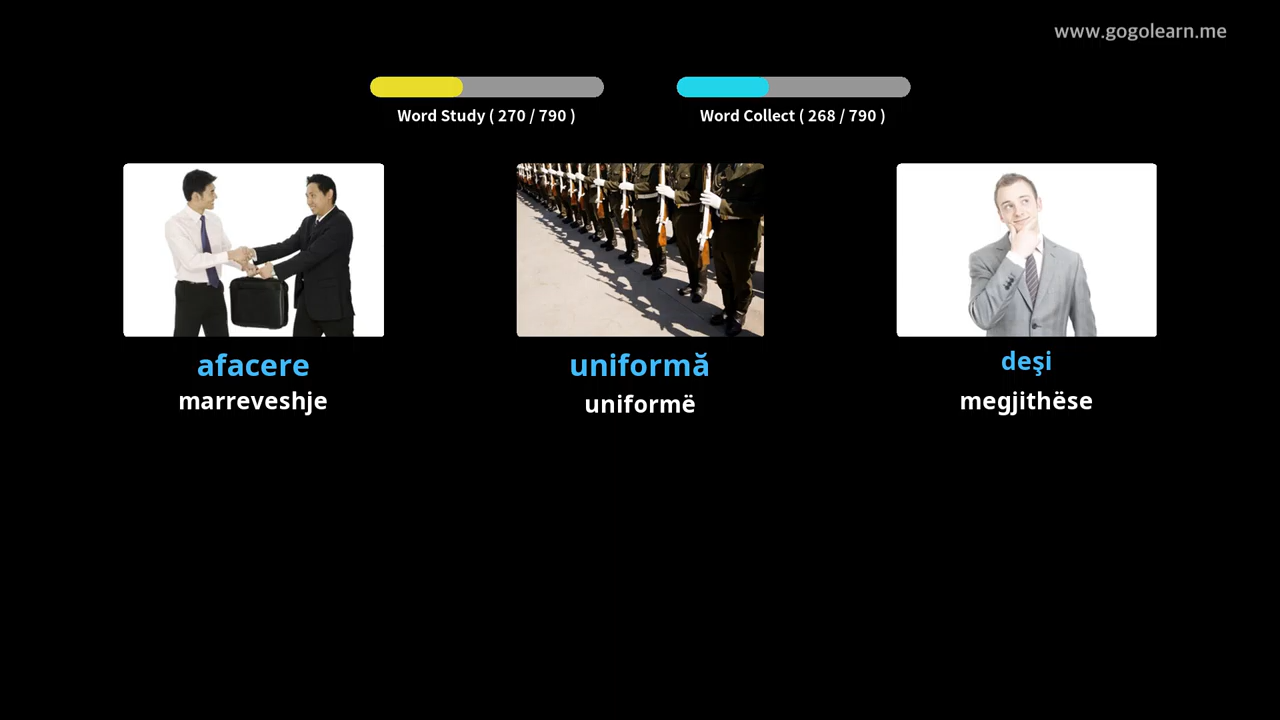 www.gogolearn.me
Word Study ( 270 / 790 )
Word Collect ( 268 / 790 )
afacere
marreveshje
uniformă
uniformë
deşi
megjithëse